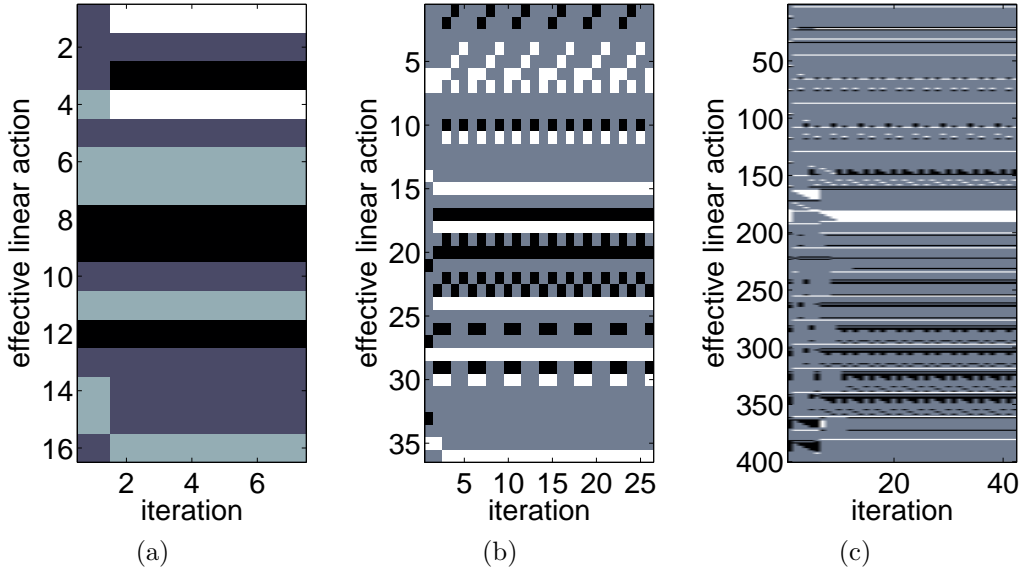 effective linear action
2
4
6
8
10
12
14
16
2 4 6
iteration
(a)
effective linear action
5
10
15
20
25
30
35
5 10 15 20 25
iteration
(b)
effective linear action
50
100
150
200
250
300
350
400
20 40
iteration
(c)